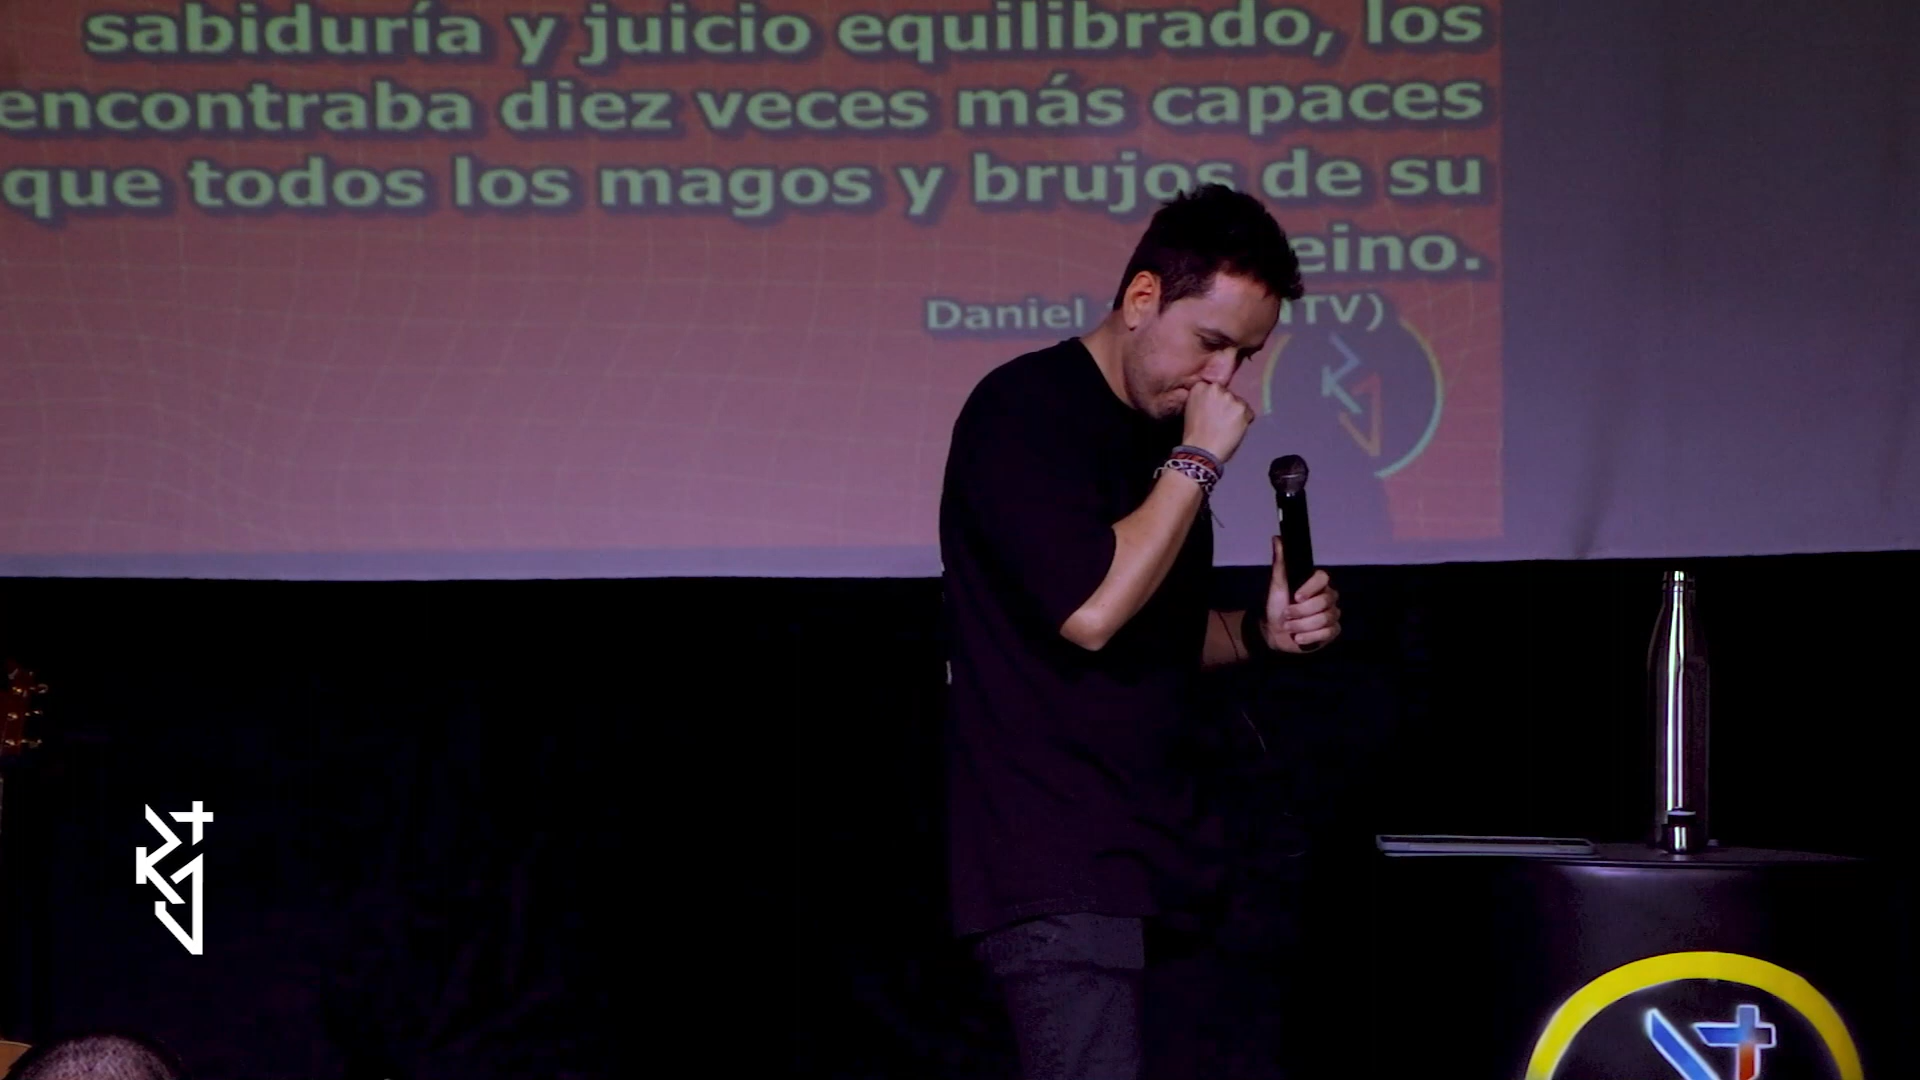 sabiduría y juicio equilibrado, los
encontraba diez veces más capaces
que todos los magos y brujos de su
eino.
Daniel TV)